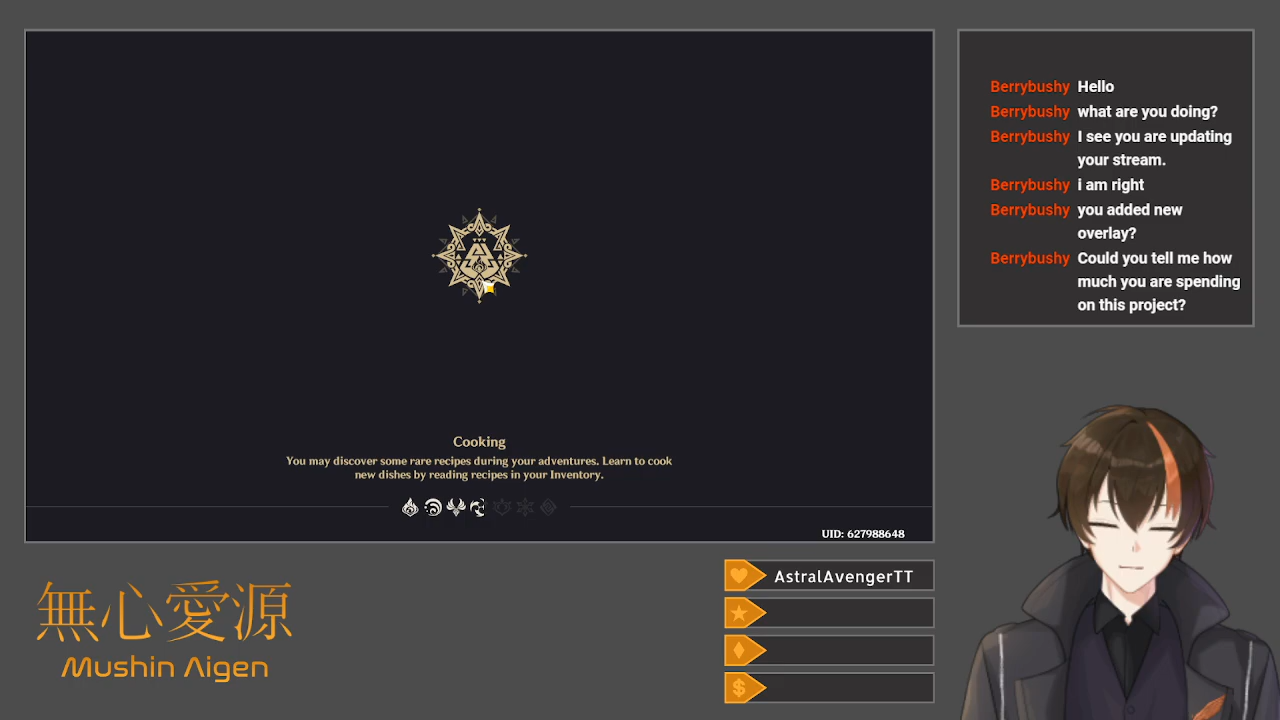 Cooking
You may discover some rare recipes during your adventures. Learn to cook
new dishes by reading recipes in your Inventory.
UID: 627988648
Berrybushy Hello
Berrybushy what are you doing?
Berrybushy I see you are updating
your stream.
Berrybushy i am right
Berrybushy you added new
overlay?
Berrybushy Could you tell me how
much you are spending
on this project?
無心愛源
Mushin Aigen
AstralAvengerTT
$